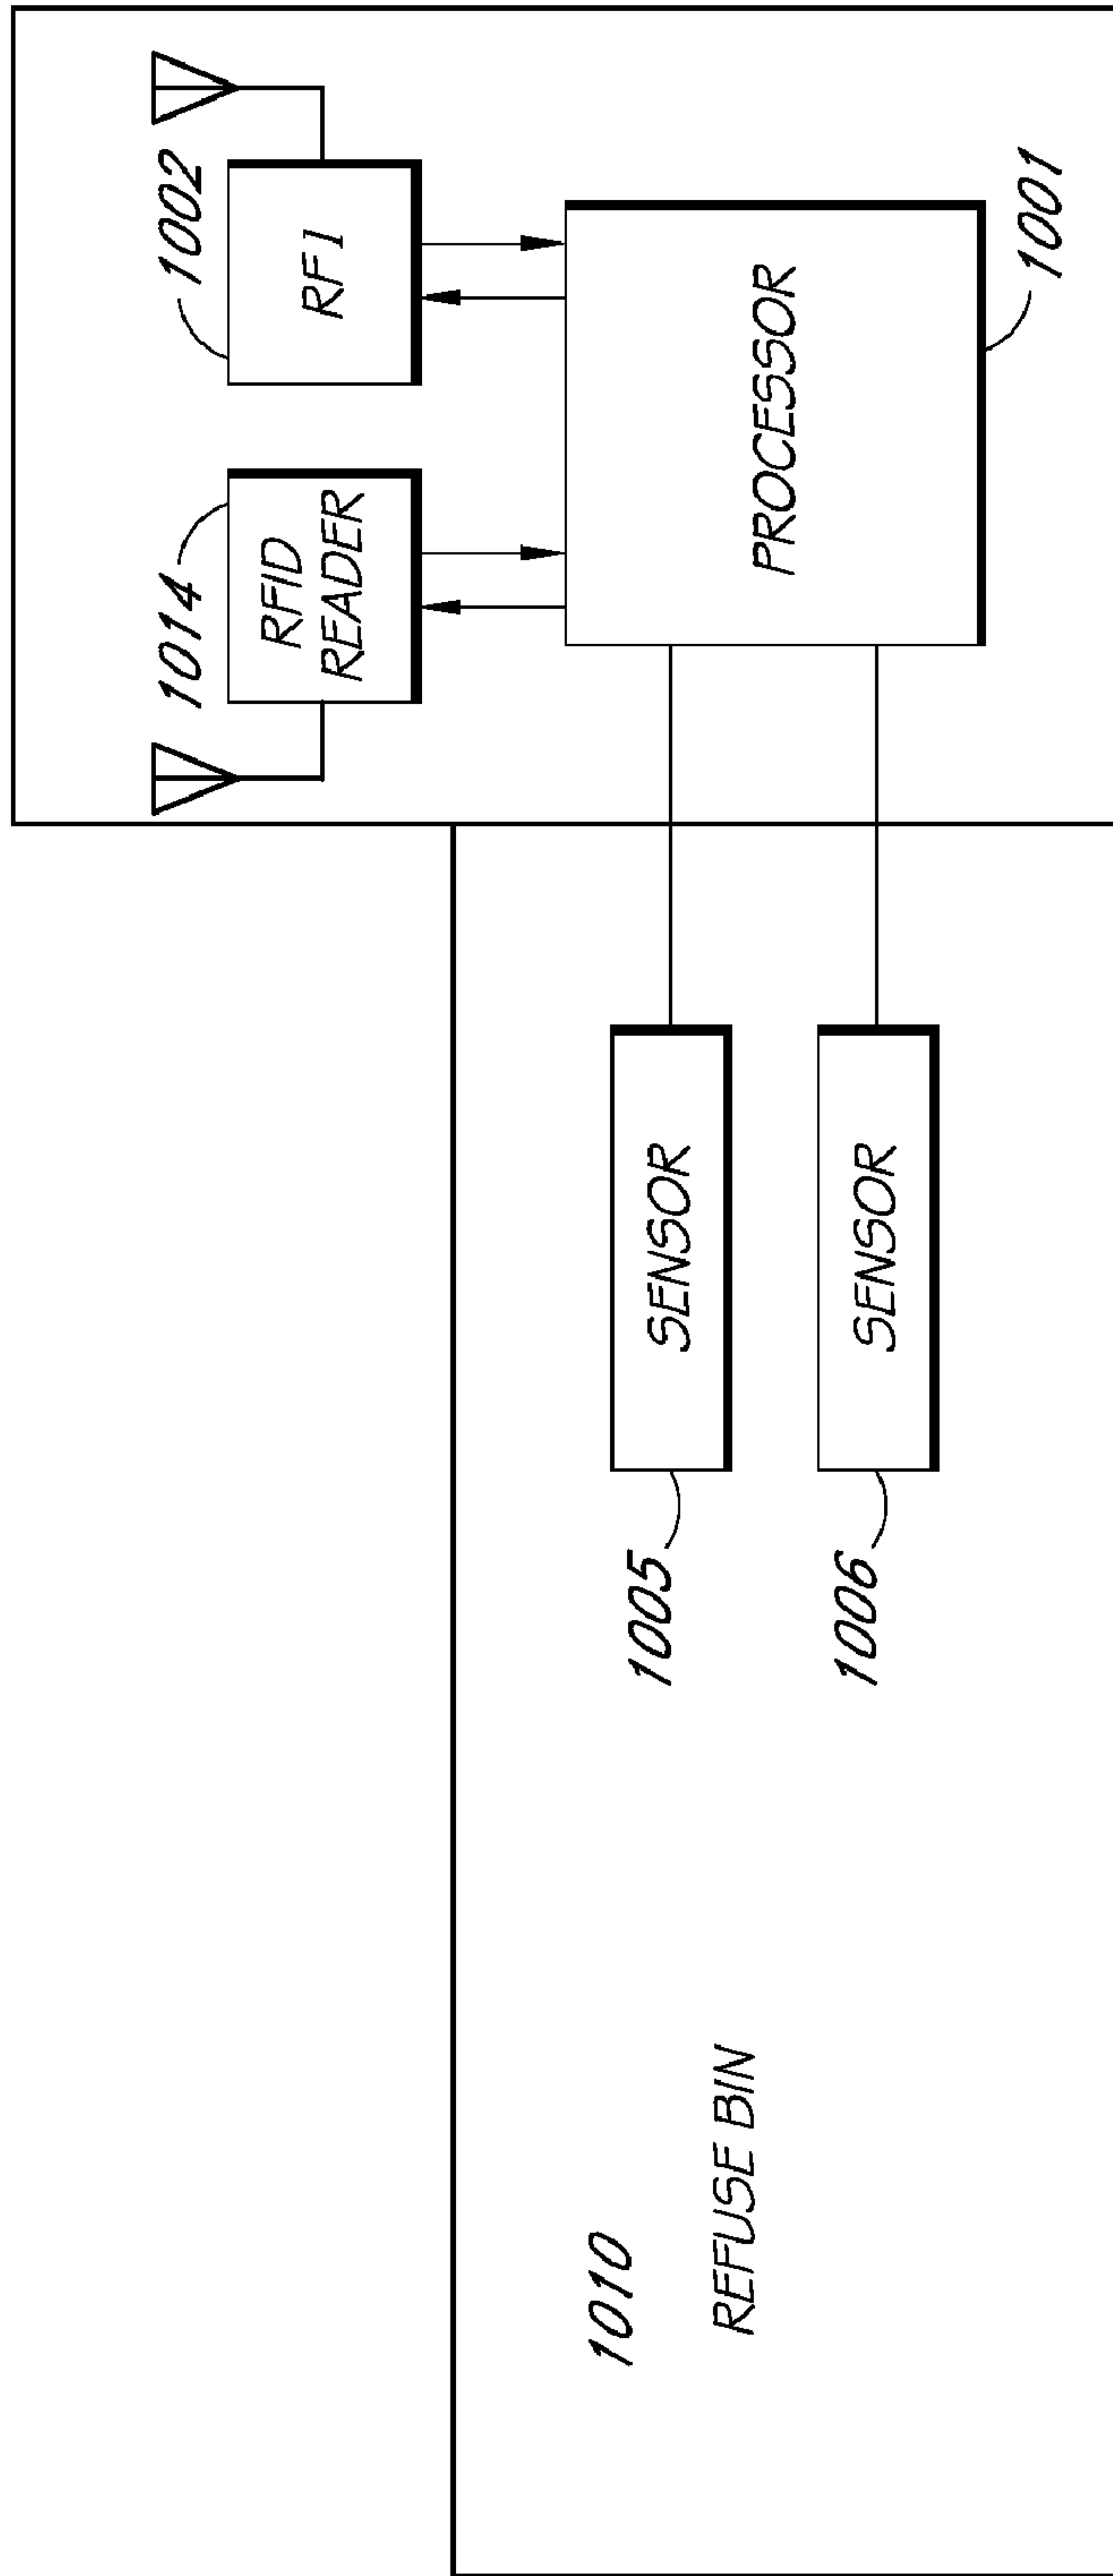 1014
RFID
READER
1002
RF1
PROCESSOR
1001
SENSOR
1005
SENSOR
1006
1010
REFUSE BIN